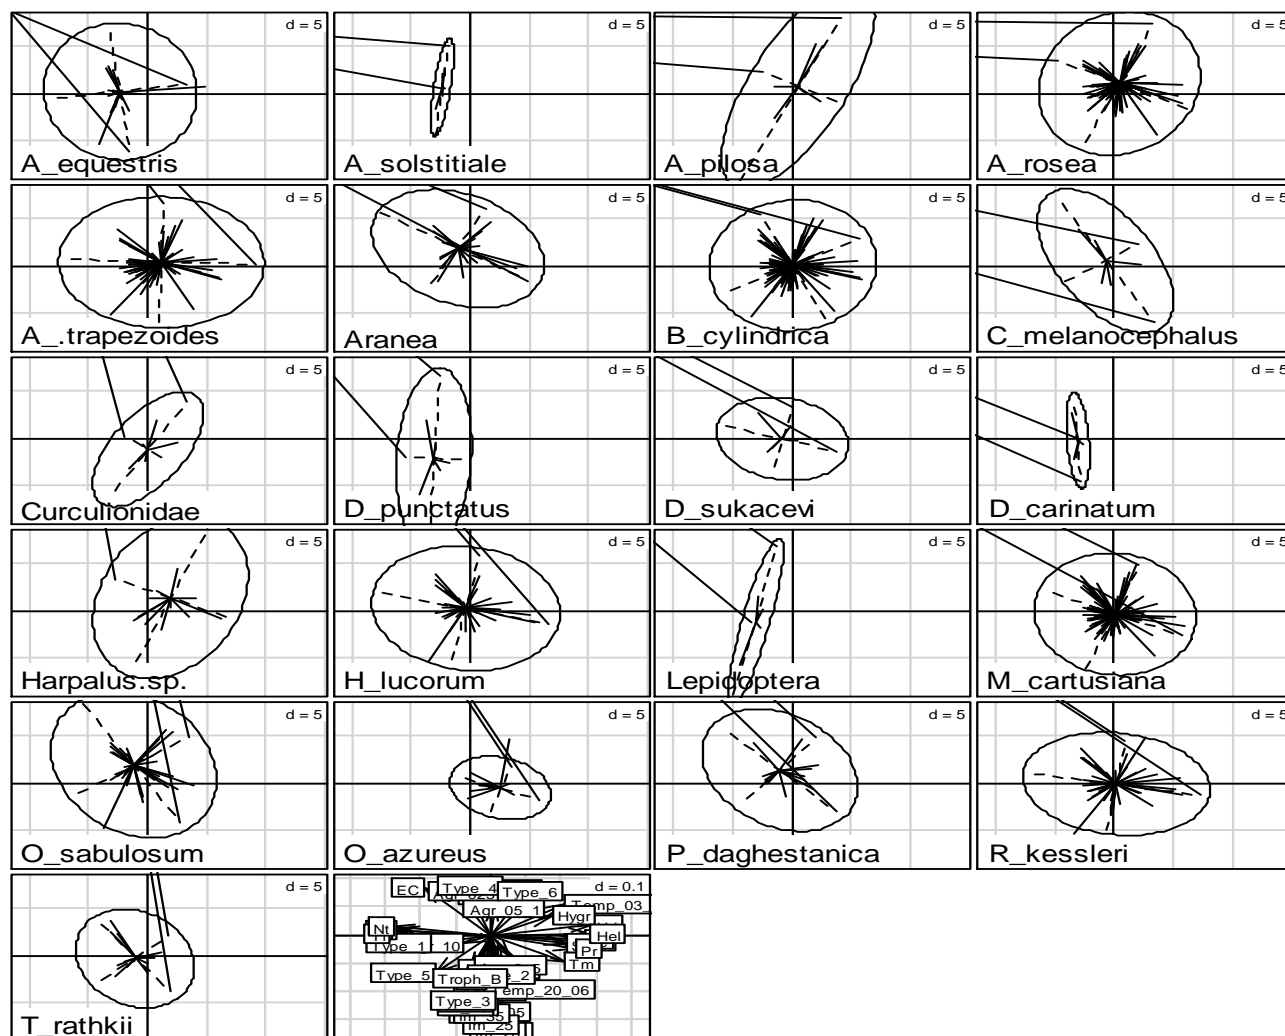 d = 5
A_equestris
d = 5
A_solstitiale
d = 5
A_pilosa
d = 5
A_rosea
d = 5
A_.trapezoides
d = 5
Aranea
d = 5
B_cylindrica
d = 5
C_melanocephalus
d = 5
Curculionidae
d = 5
D_punctatus
d = 5
D_sukacevi
d = 5
D_carinatum
d = 5
Harpalus.sp.
d = 5
H_lucorum
d = 5
Lepidoptera
d = 5
M_cartusiana
d = 5
O_sabulosum
d = 5
O_azureus
d = 5
P_daghestanica
d = 5
R_kessleri
d = 5
T_rathkii
d = 0.1
EC
Type_4
Type_6
Agr_05_1
Temp_03
Hygr
Nt
Hel
Type_1
Pr
Tm
Type_5
Troph_B
Type_3